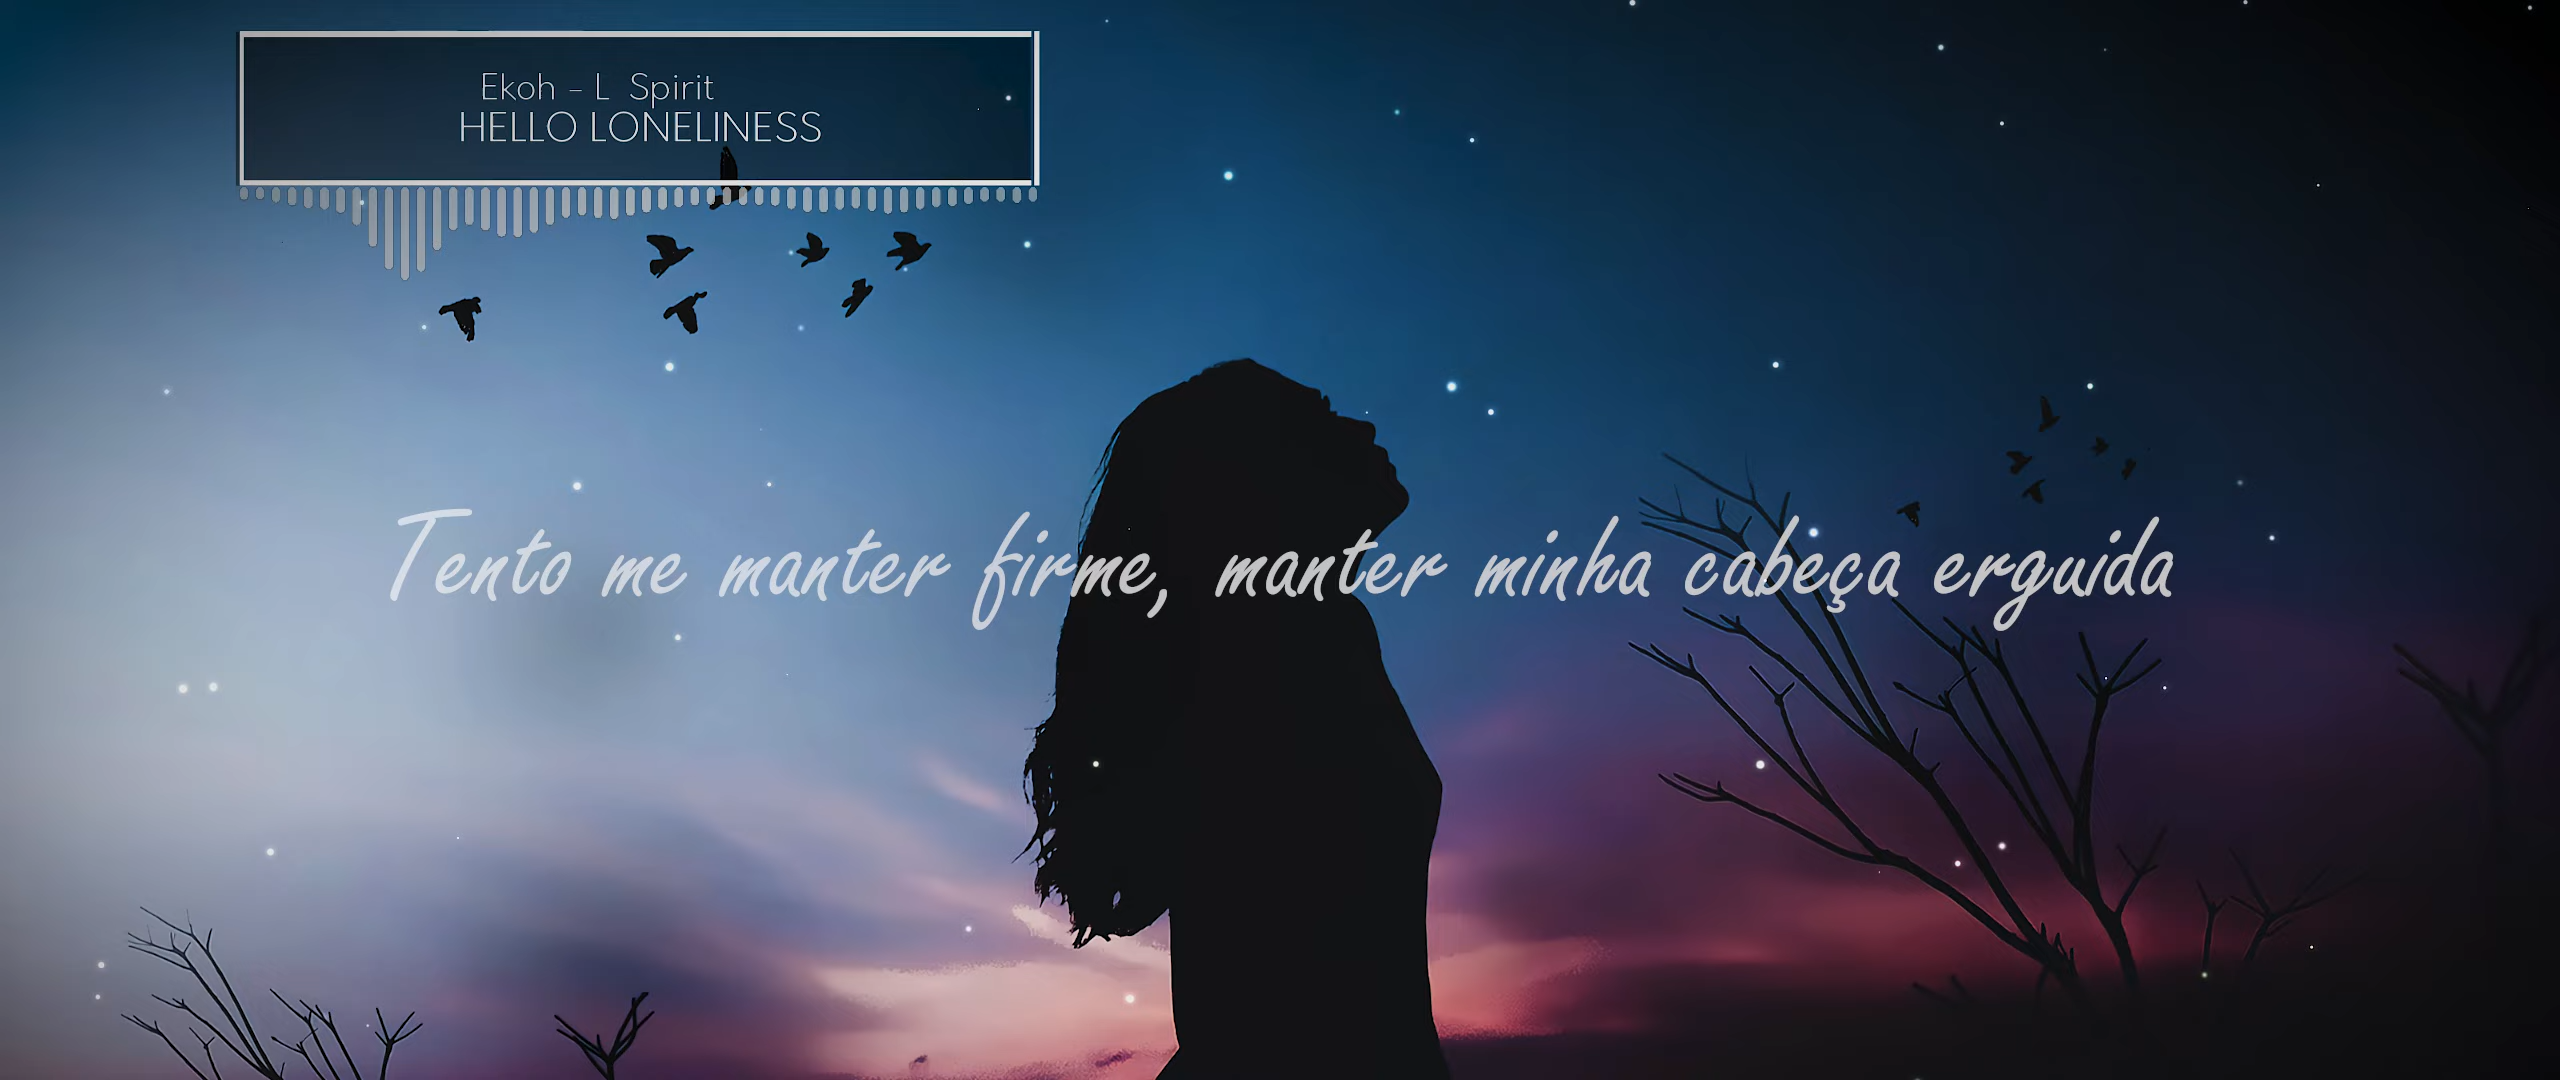 Ekoh - L Spirit
HELLO LONELINESS
Tento me manter firme, manter minha cabeça erguida